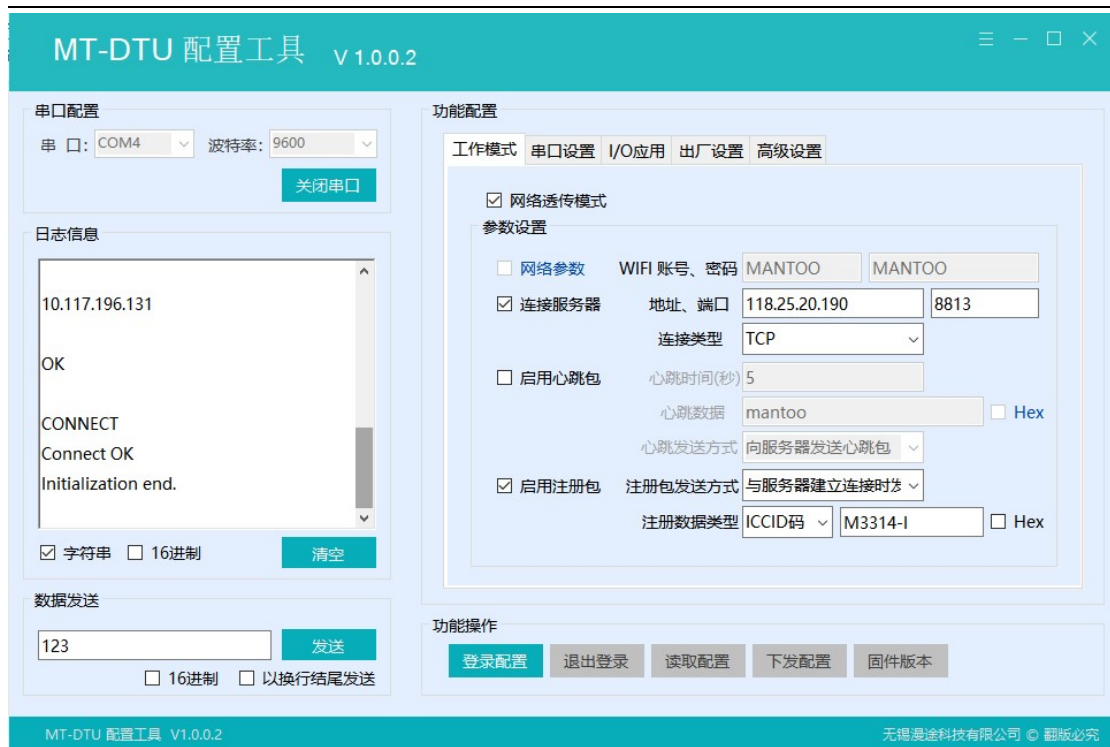 MT-DTU 配置工具 V 1.0.0.2
串口配置
串 口: COM4 波特率: 9600
关闭串口
日志信息
10.117.196.131
OK
CONNECT
Connect OK
Initialization end.
字符串 16进制 清空
数据发送
123 发送
16进制 以换行结尾发送
功能配置
工作模式 串口设置 I/O应用 出厂设置 高级设置
网络透传模式
参数设置
网络参数 WIFI 账号、密码 MANTOO MANTOO
连接服务器 地址、端口 118.25.20.190 8813
连接类型 TCP
启用心跳包 心跳时间(秒) 5
心跳数据 mantoo Hex
心跳发送方式 向服务器发送心跳包
启用注册包 注册包发送方式 与服务器建立连接时发
注册数据类型 ICCID码 M3314-I Hex
功能操作
登录配置 退出登录 读取配置 下发配置 固件版本
MT-DTU 配置工具 V1.0.0.2 无锡漫途科技有限公司 © 翻版必究